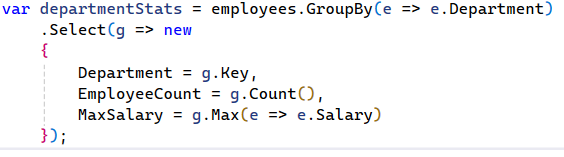 var departmentStats = employees.GroupBy(e => e.Department)
    .Select(g => new
    {
        Department = g.Key,
        EmployeeCount = g.Count(),
        MaxSalary = g.Max(e => e.Salary)
    });